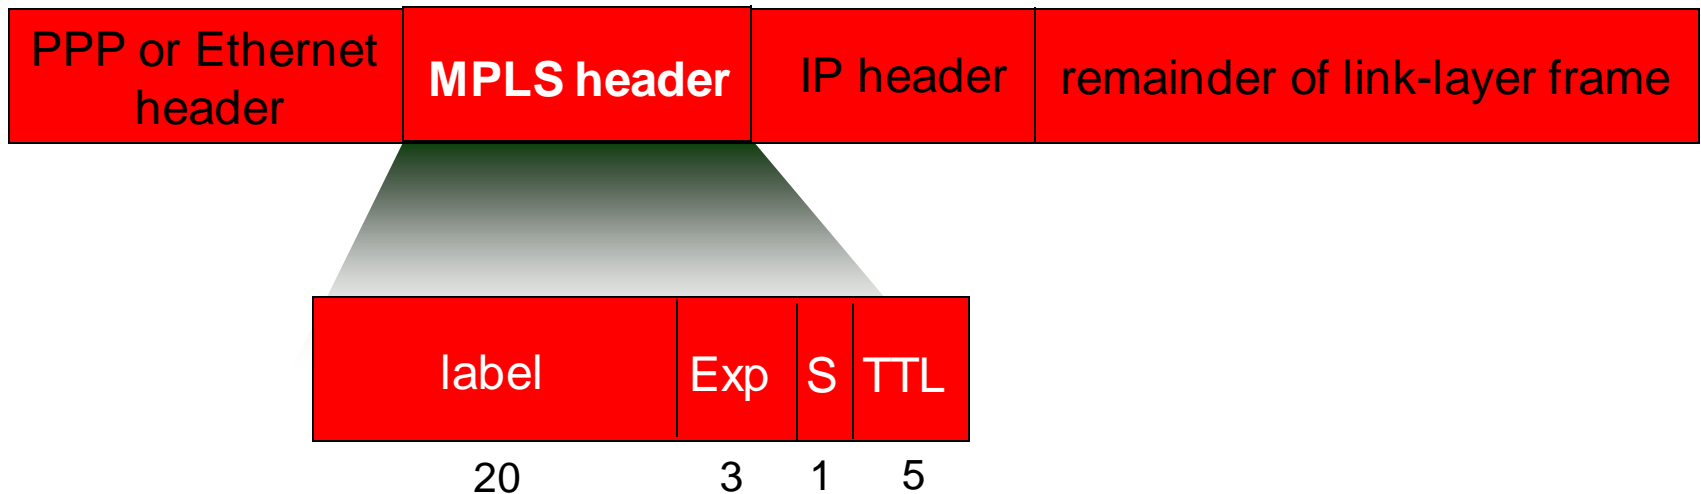 PPP or Ethernet
header
MPLS header
IP header
remainder of link-layer frame
label
Exp
S
TTL
20
3
1
5